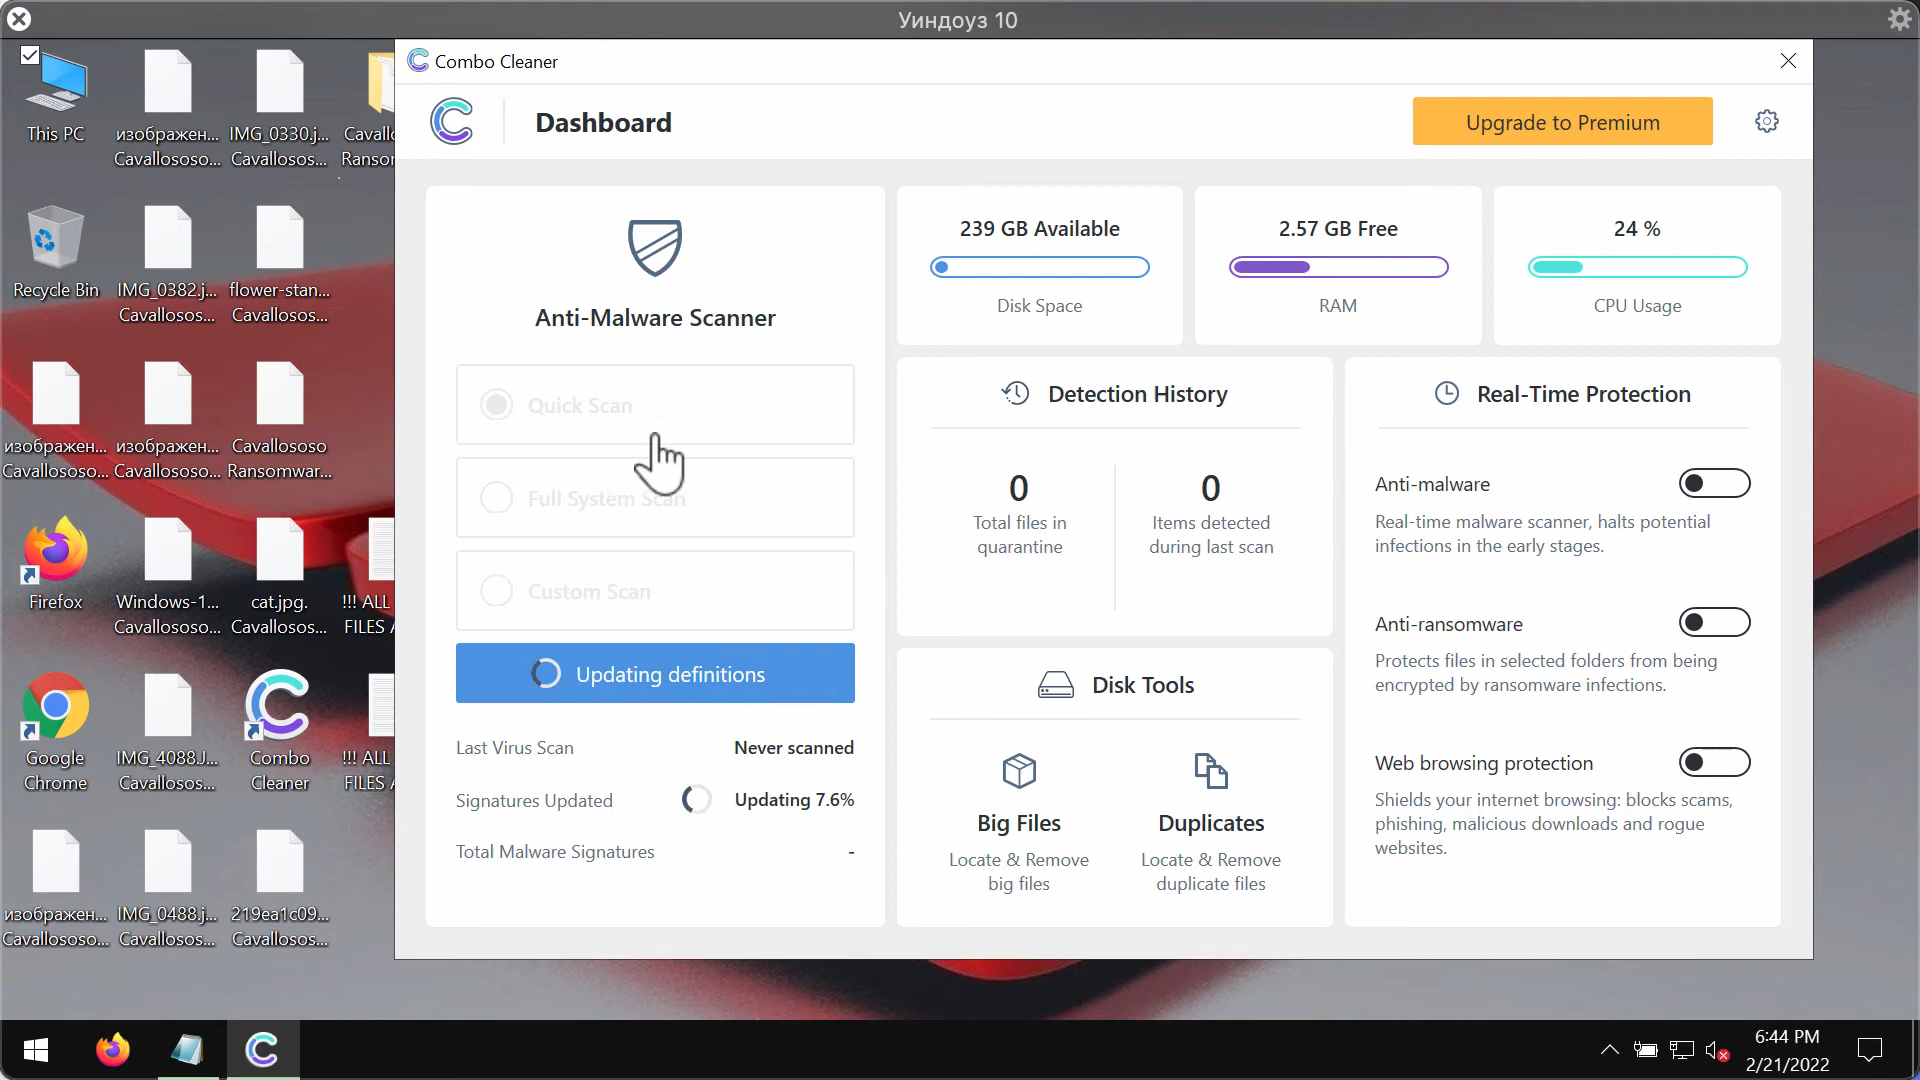 Уиндоуз 10
This PC
изображен...
Cavallososo...
IMG_0330.j...
Cavallosos...
Recycle Bin
IMG_0382.j...
Cavallosos...
flower-stan...
Cavallosos...
изображен...
Cavallososo...
изображен...
Cavallososo...
Cavallososo
Ransomwar...
Firefox
Windows-1...
Cavallososo...
cat.jpg.
Cavallosos...
!!! ALL
FILES
Google
Chrome
IMG_4088.J...
Cavallosos...
Combo
Cleaner
!!! ALL
FILES
изображен...
Cavallososo...
IMG_0488.j...
Cavallosos...
219ea1c09...
Cavallosos...
Combo Cleaner
Dashboard
Upgrade to Premium
Anti-Malware Scanner
Quick Scan
Full System Scan
Custom Scan
Updating definitions
Last Virus Scan
Never scanned
Signatures Updated
Updating 7.6%
Total Malware Signatures
-
239 GB Available
Disk Space
2.57 GB Free
RAM
24 %
CPU Usage
Detection History
0
Total files in
quarantine
0
Items detected
during last scan
Disk Tools
Big Files
Locate & Remove
big files
Duplicates
Locate & Remove
duplicate files
Real-Time Protection
Anti-malware
Real-time malware scanner, halts potential
infections in the early stages.
Anti-ransomware
Protects files in selected folders from being
encrypted by ransomware infections.
Web browsing protection
Shields your internet browsing: blocks scams,
phishing, malicious downloads and rogue
websites.
6:44 PM
2/21/2022